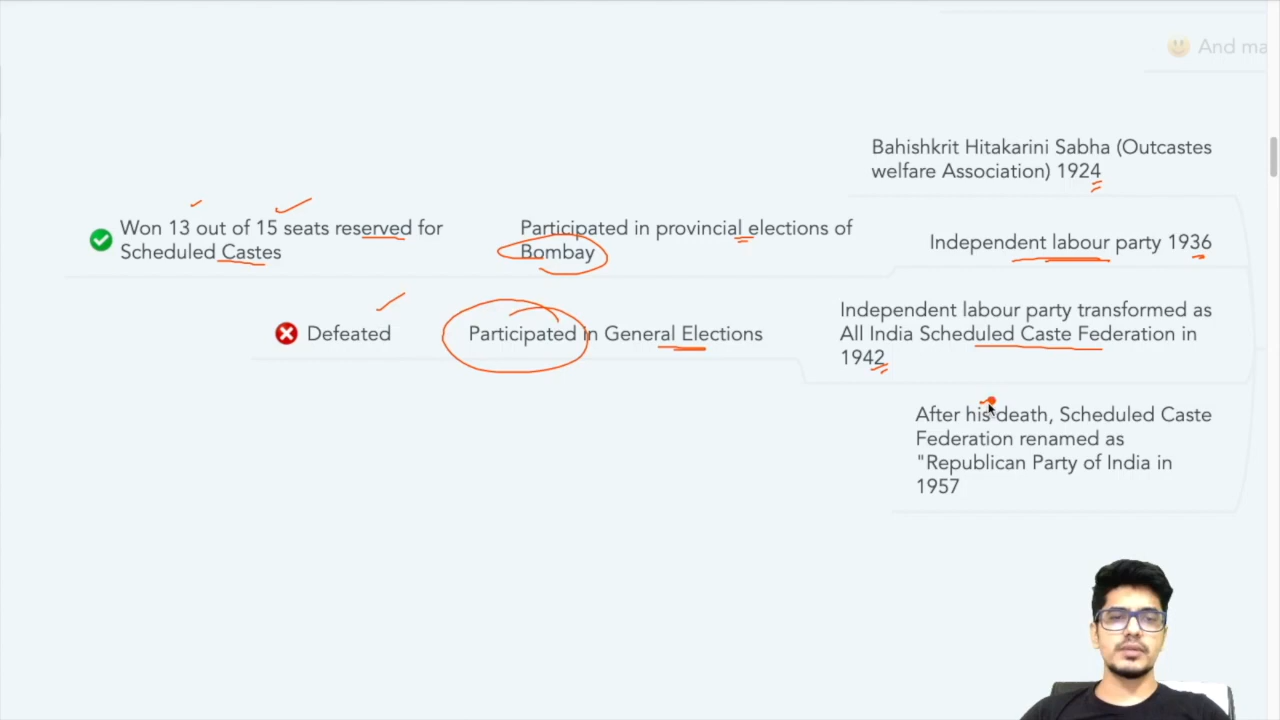 And ma
Bahishkrit Hitakarini Sabha (Outcastes
welfare Association) 1924
Won 13 out of 15 seats reserved for
Scheduled Castes
Participated in provincial elections of
Bombay
Independent labour party 1936
Defeated
Participated in General Elections
Independent labour party transformed as
All India Scheduled Caste Federation in
1942
After his death, Scheduled Caste
Federation renamed as
"Republican Party of India in
1957